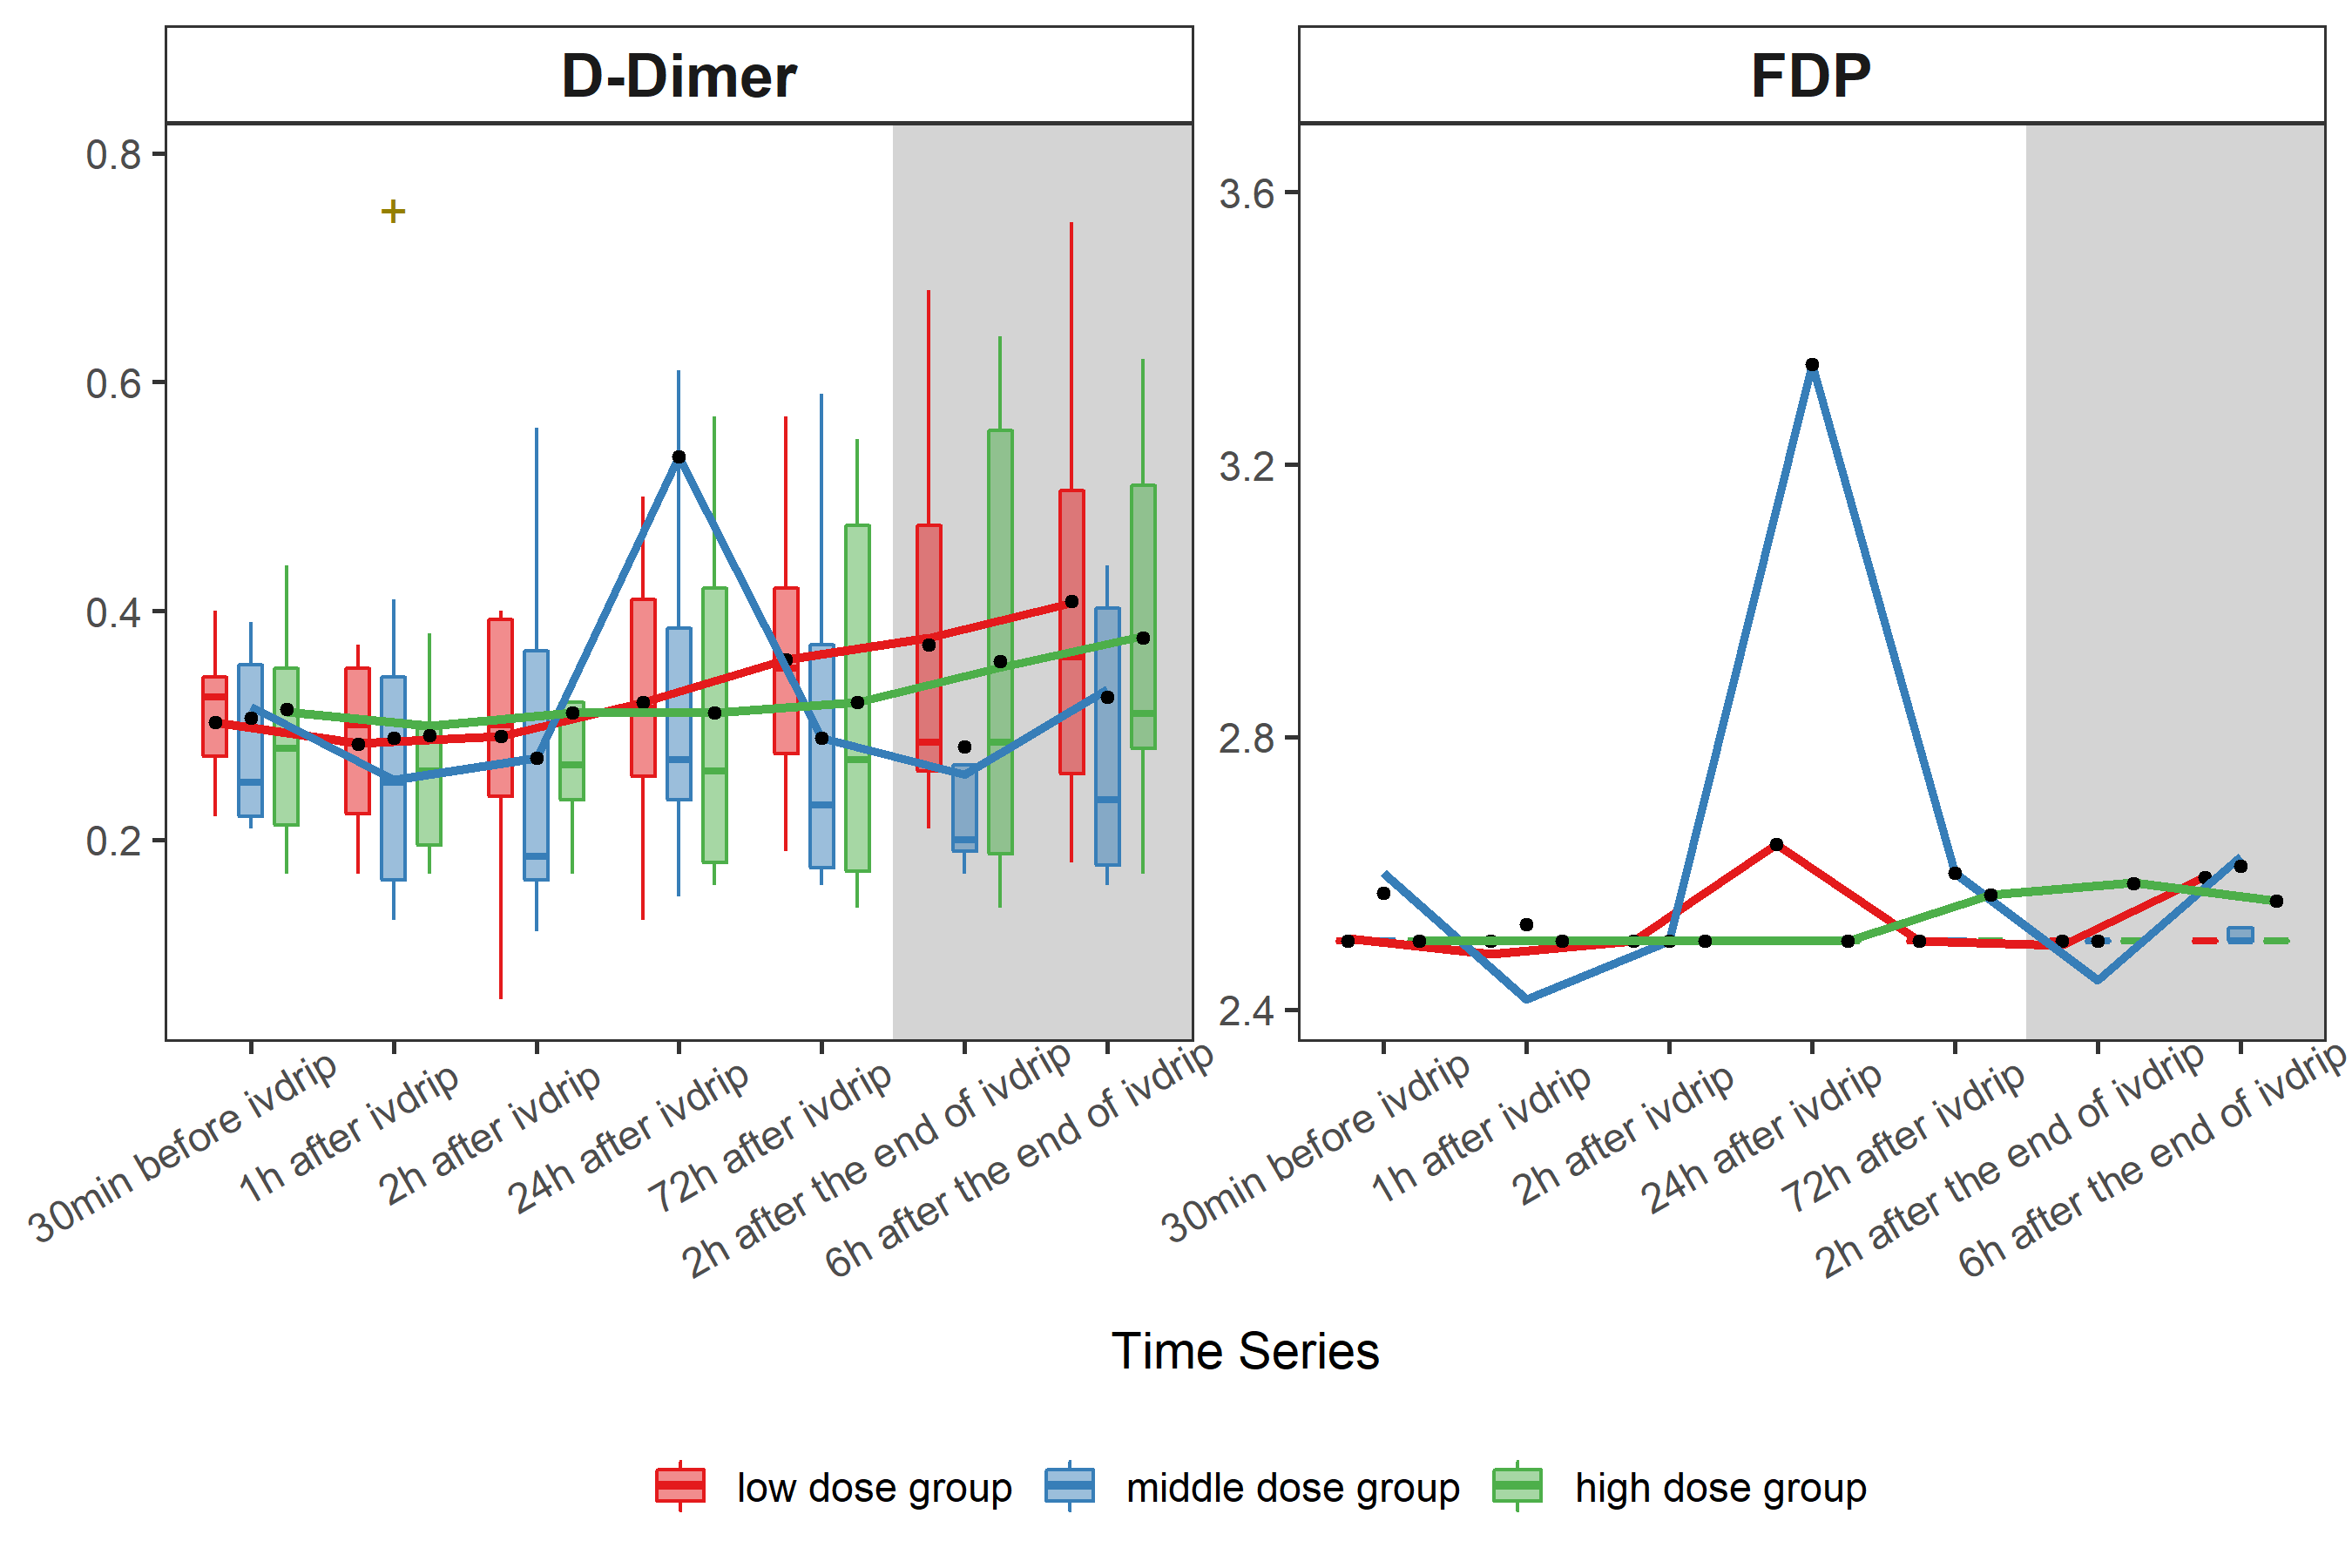 D-Dimer
FDP
0.8
0.6
0.4
0.2
3.6
3.2
2.8
2.4
30min before ivdrip
1h after ivdrip
2h after ivdrip
24h after ivdrip
72h after ivdrip
2h after the end of ivdrip
6h after the end of ivdrip
30min before ivdrip
1h after ivdrip
2h after ivdrip
24h after ivdrip
72h after ivdrip
2h after the end of ivdrip
6h after the end of ivdrip
Time Series
low dose group
middle dose group
high dose group